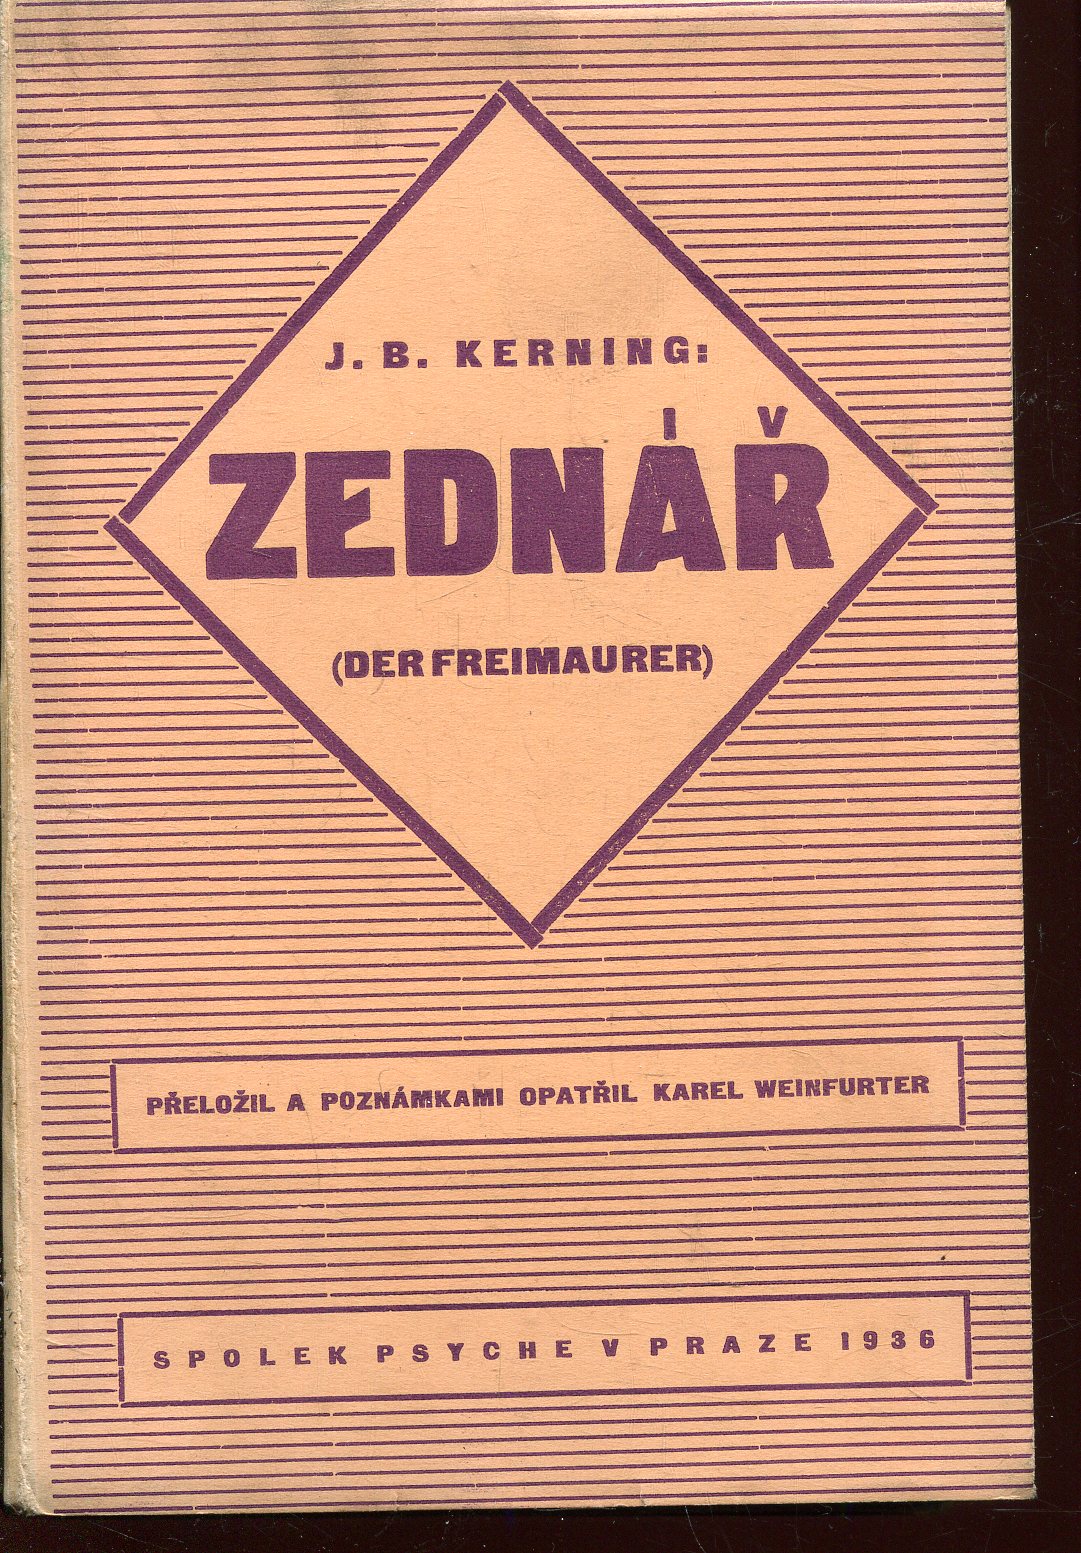 J. B. KERNING:
ZEDNÁŘ
(DER FREIMAURER)
PŘELOŽIL A POZNÁMKAMI OPATŘIL KAREL WEINFURTER
SPOLEK PSYCHE V PRAZE 1936